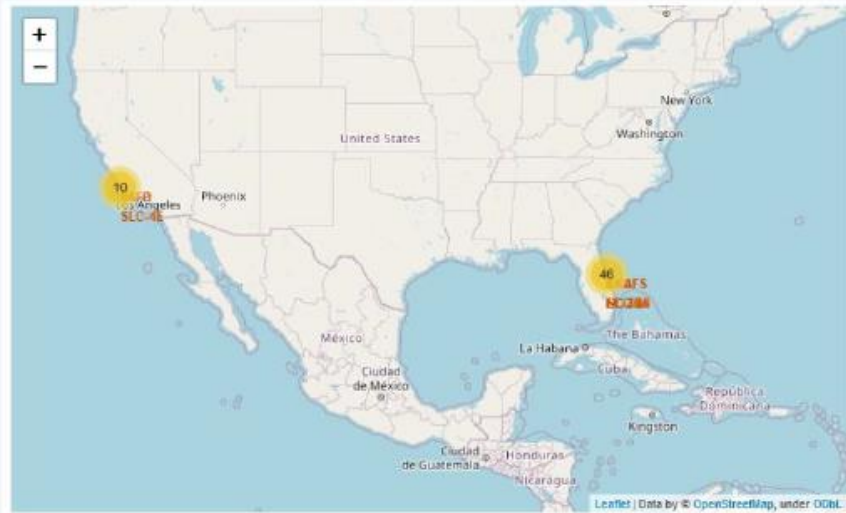 +
−
New York
Washington
United States
10
Los Angeles
Phoenix
SLC-4E
46
The Bahamas
México
La Habana
Cuba
Ciudad
de México
República
Dominicana
Kingston
Ciudad
de Guatemala
Honduras
Nicaragua
Leaflet | Data by © OpenStreetMap, under ODbL.